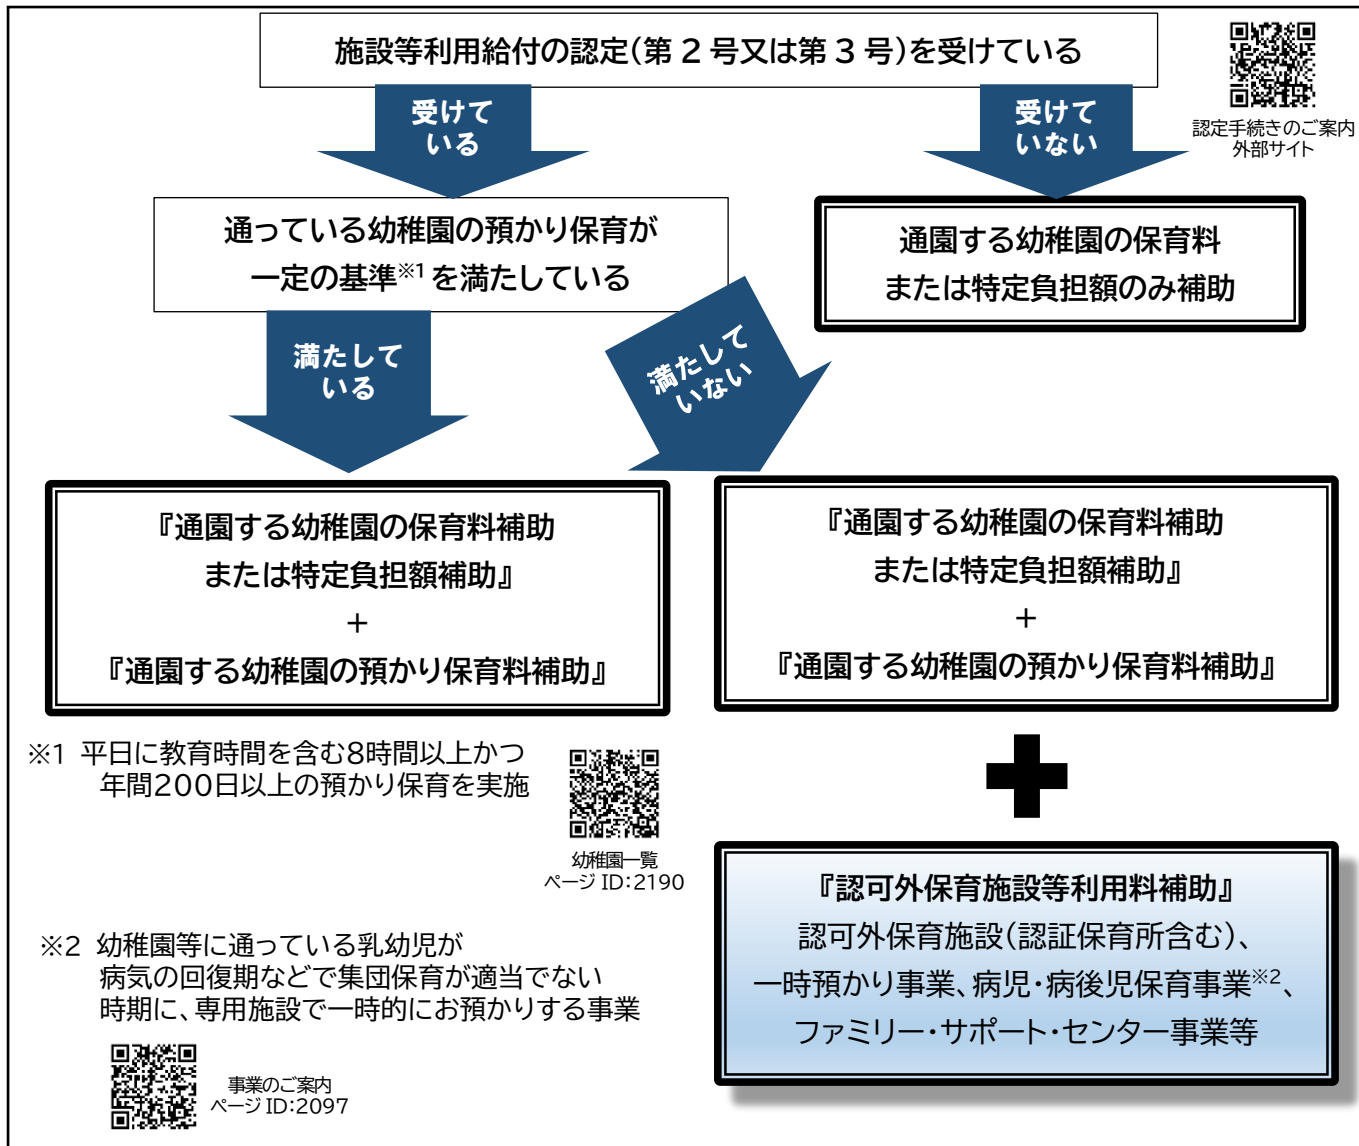 施設等利用給付の認定(第２号又は第３号)を受けている
認定手続きのご案内
外部サイト
受けて
いる
受けて
いない
通っている幼稚園の預かり保育が
一定の基準※1を満たしている
通園する幼稚園の保育料
または特定負担額のみ補助
満たして
いる
満たして
いない
『通園する幼稚園の保育料補助
または特定負担額補助』
+
『通園する幼稚園の預かり保育料補助』
『通園する幼稚園の保育料補助
または特定負担額補助』
+
『通園する幼稚園の預かり保育料補助』
※1 平日に教育時間を含む8時間以上かつ
年間200日以上の預かり保育を実施
幼稚園一覧
ページID:2190
『認可外保育施設等利用料補助』
認可外保育施設(認証保育所含む)、
一時預かり事業、病児・病後児保育事業※2、
ファミリー・サポート・センター事業等
※2 幼稚園等に通っている乳幼児が
病気の回復期などで集団保育が適当でない
時期に、専用施設で一時的にお預かりする事業
事業のご案内
ページID:2097